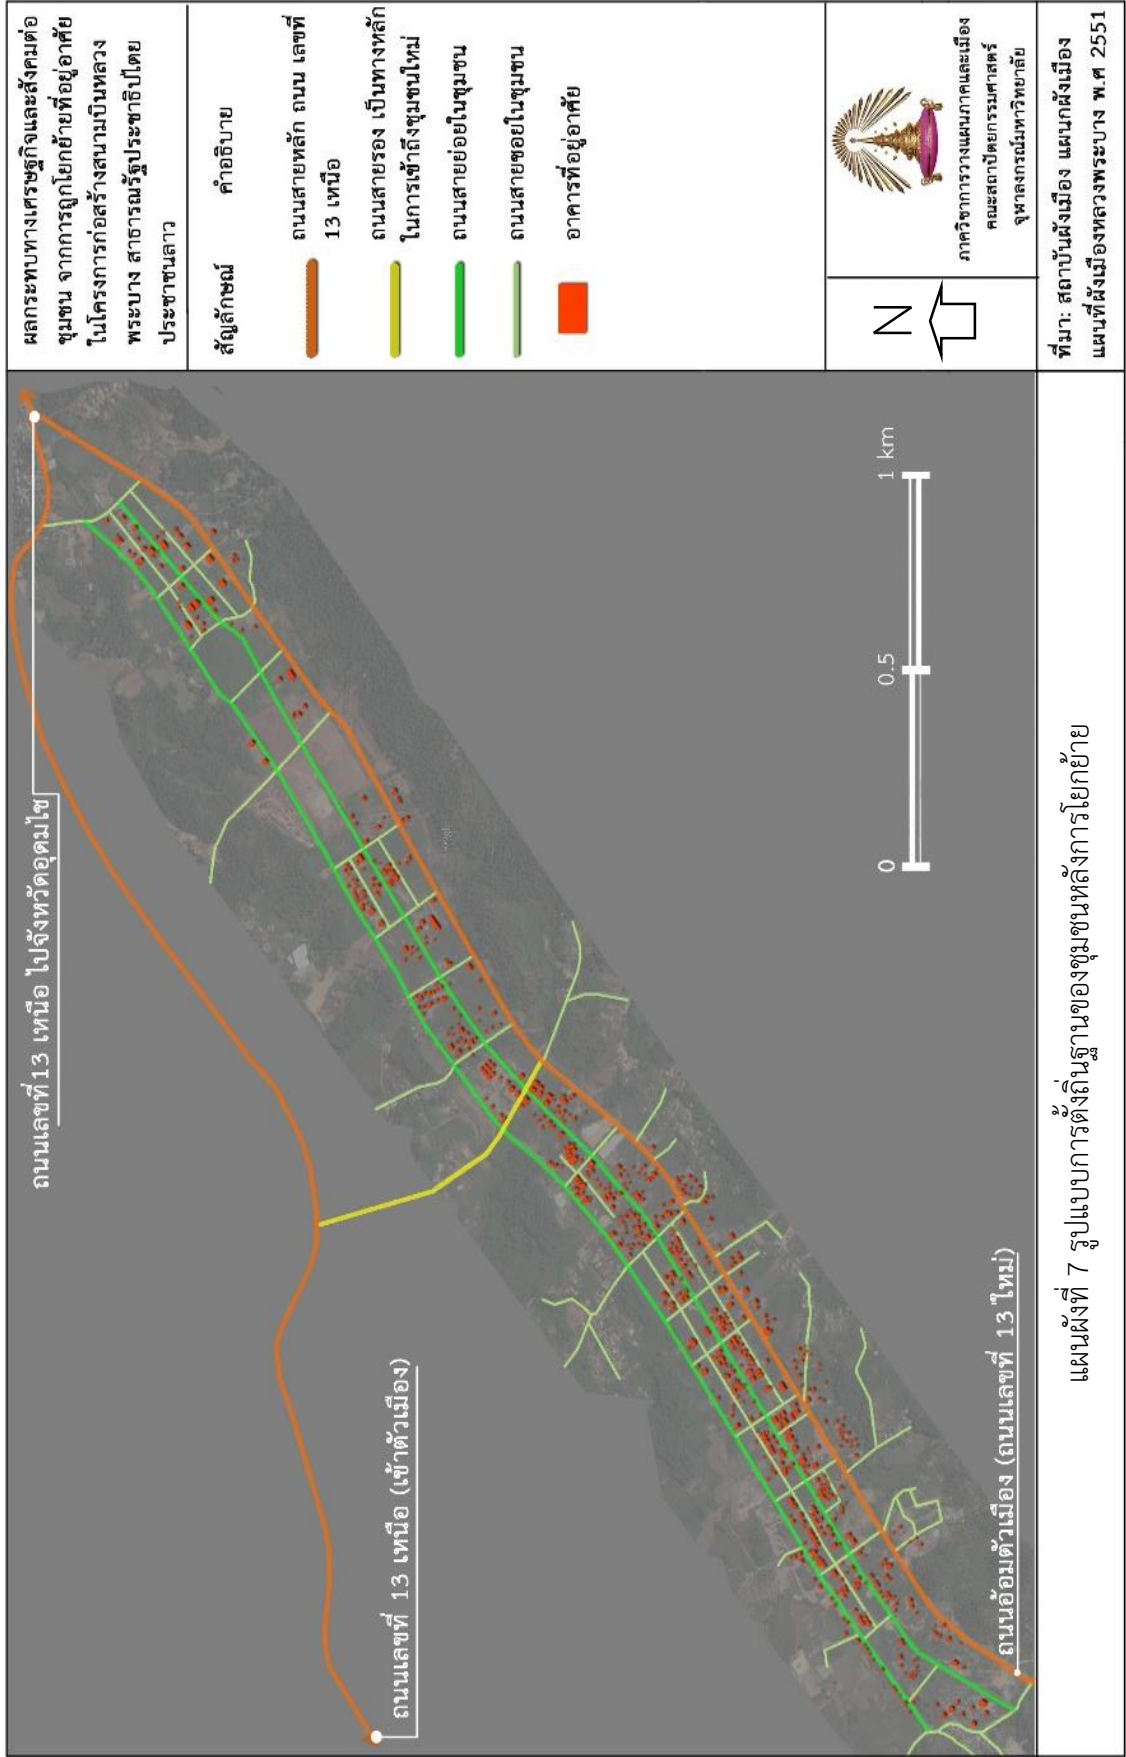 ผลกระทบทางเศรษฐกิจและสังคมต่อ
ชุมชน จากการถูกโยกย้ายที่อยู่อาศัย
ในโครงการก่อสร้างสนามบินหลวง
พระบาง สาธารณรัฐประชาธิปไตย
ประชาชนลาว
สัญลักษณ์ คำอธิบาย
ถนนสายหลัก ถนน เลขที่
13 เหนือ
ถนนสายรอง เป็นทางหลัก
ในการเข้าถึงชุมชนใหม่
ถนนสายย่อยในชุมชน
ถนนสายซอยในชุมชน
อาคารที่อยู่อาศัย
N
ภาควิชาการวางแผนภาคและเมือง
คณะสถาปัตยกรรมศาสตร์
จุฬาลงกรณ์มหาวิทยาลัย
ที่มา: สถาบันผังเมือง แผนกผังเมือง
แผนที่ผังเมืองหลวงพระบาง พ.ศ 2551
ถนนเลขที่13 เหนือ ไปจังหวัดอุดมไช
ถนนเลขที่ 13 เหนือ (เข้าตัวเมือง)
ถนนอ้อมตัวเมือง (ถนนเลขที่ 13 ใหม่)
0 0.5 1 km
แผนผังที่ 7 รูปแบบการตั้งถิ่นฐานของชุมชนหลังการโยกย้าย